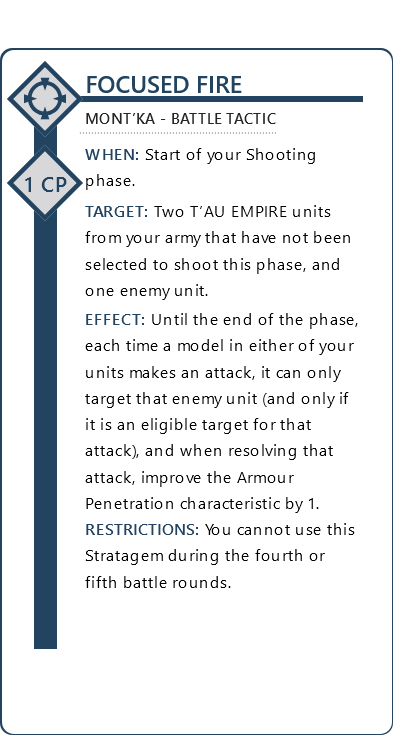 FOCUSED FIRE
MONT'KA - BATTLE TACTIC
1 CP
WHEN: Start of your Shooting
phase.
TARGET: Two T'AU EMPIRE units
from your army that have not been
selected to shoot this phase, and
one enemy unit.
EFFECT: Until the end of the phase,
each time a model in either of your
units makes an attack, it can only
target that enemy unit (and only if
it is an eligible target for that
attack), and when resolving that
attack, improve the Armour
Penetration characteristic by 1.
RESTRICTIONS: You cannot use this
Stratagem during the fourth or
fifth battle rounds.